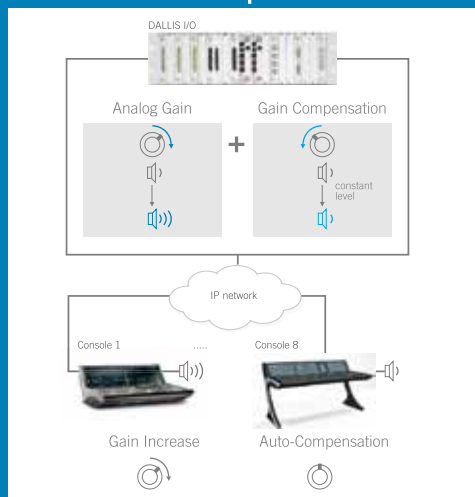 DALLIS I/O
Analog Gain
Gain Compensation
+
constant
level
IP network
Console 1
.....
Console 8
Gain Increase
Auto-Compensation